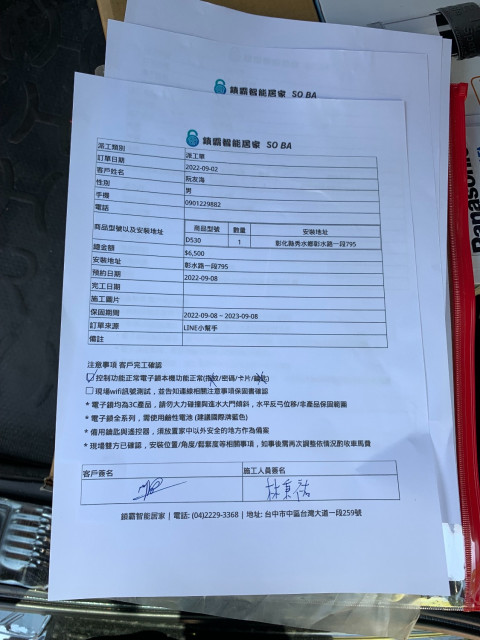 鎖霸智能居家 SO BA
鎖霸智能居家 SO BA
派工類別 派工單
訂單日期 2022-09-02
客戶姓名 阮友海
性別 男
手機 0901229882
電話
商品型號以及安裝地址 商品型號 數量 安裝地址
D530 1 彰化縣秀水鄉彰水路一段795
總金額 $6,500
安裝地址 彰水路一段795
預約日期 2022-09-08
完工日期
施工圖片
保固期間 2022-09-08 ~ 2023-09-08
訂單來源 LINE小幫手
備註
注意事項 客戶完工確認
控制功能正常電子鎖本機功能正常(指紋/密碼/卡片/鑰匙)
現場wifi訊號測試，並告知連線相關注意事項保固書確認
* 電子鎖均為3C產品，請勿大力碰撞與進水大門傾斜，水平反弓位移/非產品保固範圍
* 電子鎖全系列，需使用鹼性電池 (建議國際牌藍色)
* 備用鑰匙與遙控器，須放置家中以外安全的地方作為備案
* 現場雙方已確認，安裝位置/角度/鬆緊度等相關事項，如事後需再次調整依情況酌收車馬費
客戶簽名 施工人員簽名
林秉祐
鎖霸智能居家 | 電話: (04)2229-3368 | 地址: 台中市中區台灣大道一段259號
Panasonic